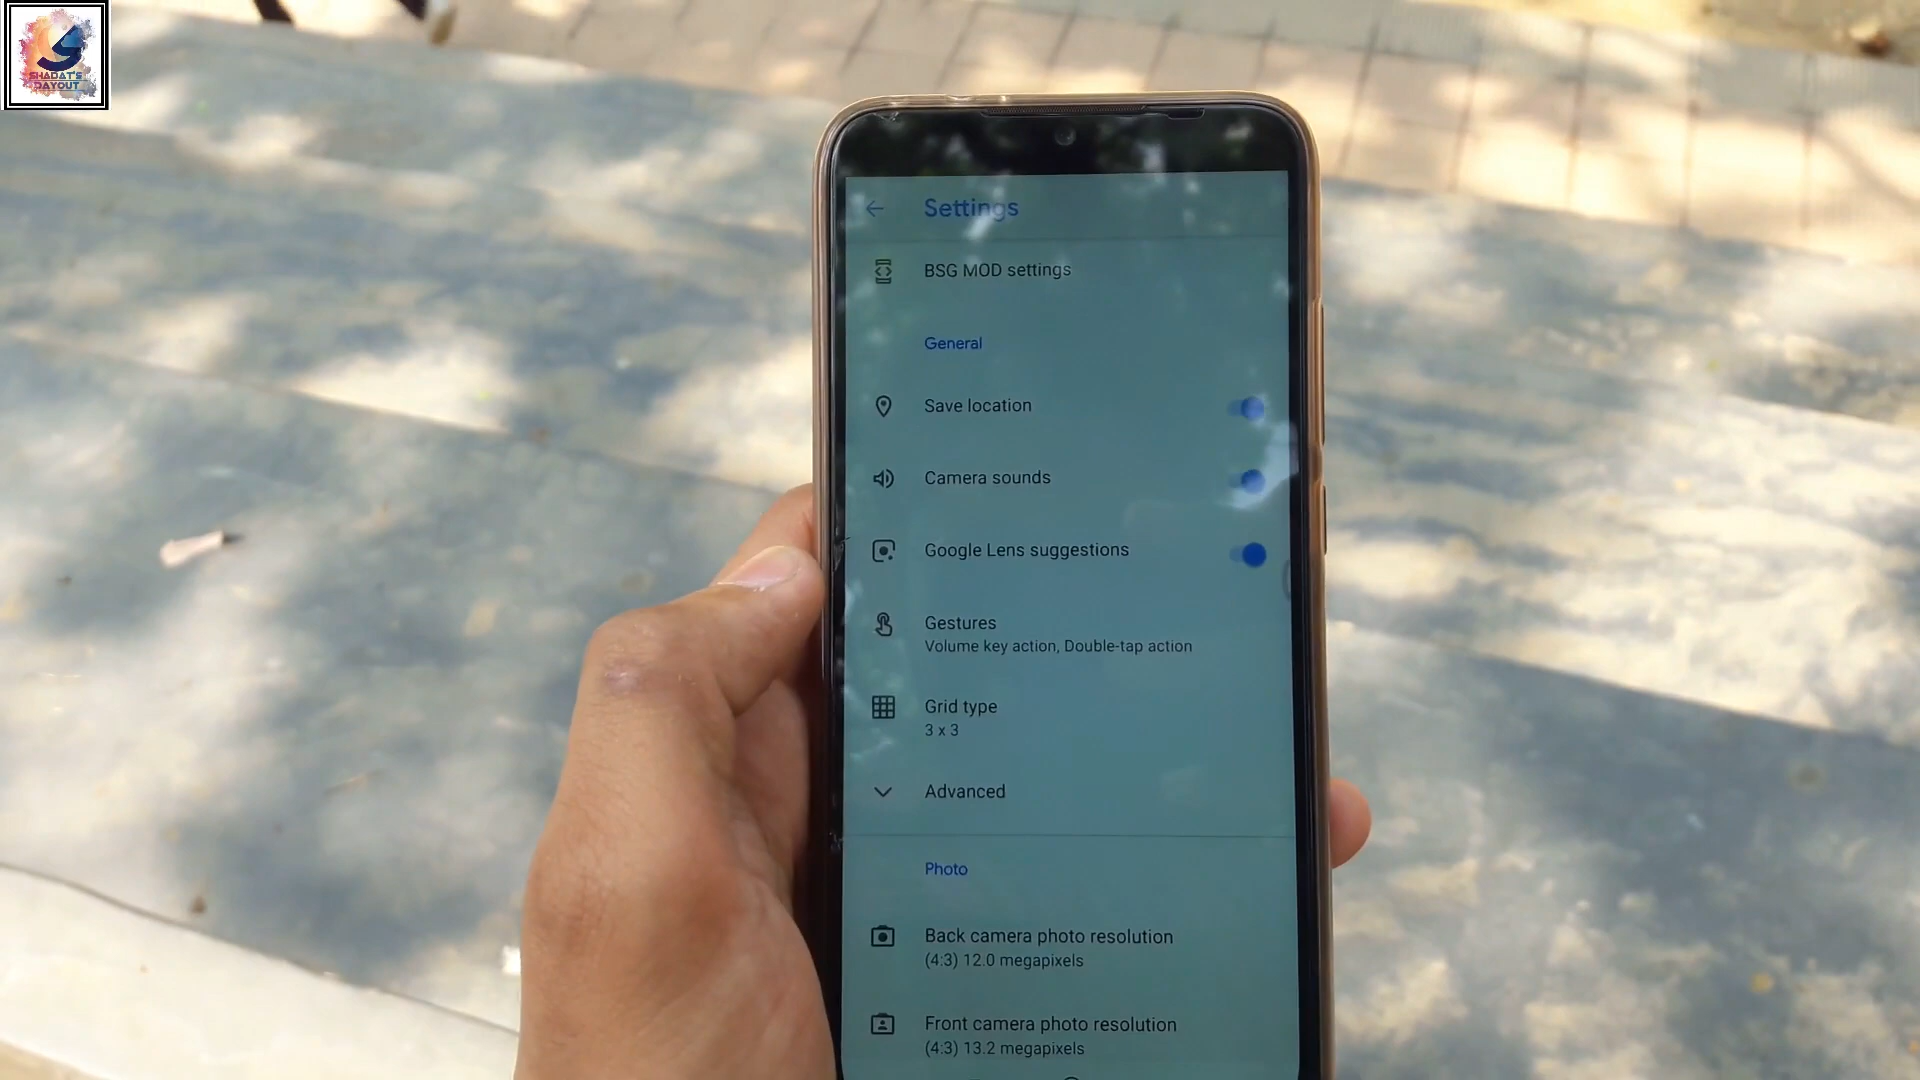 SHADAT'S
DAYOUT
Settings
BSG MOD settings
General
Save location
Camera sounds
Google Lens suggestions
Gestures
Volume key action, Double-tap action
Grid type
3 x 3
Advanced
Photo
Back camera photo resolution
(4:3) 12.0 megapixels
Front camera photo resolution
(4:3) 13.2 megapixels